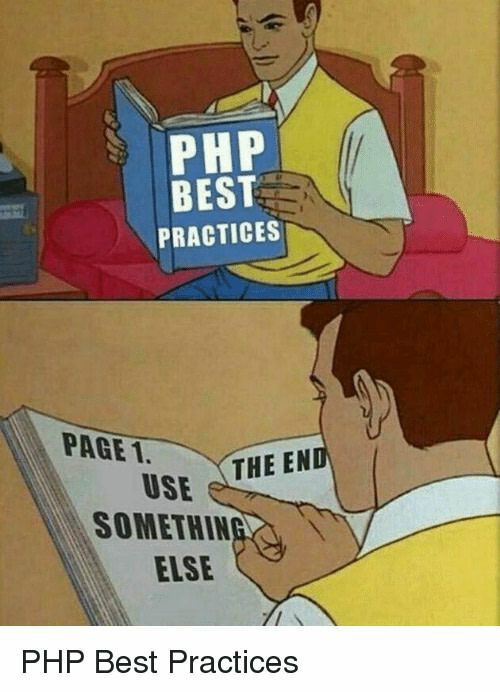 PHP
BEST
PRACTICES
PAGE 1.
USE
SOMETHING
ELSE
THE END
PHP Best Practices